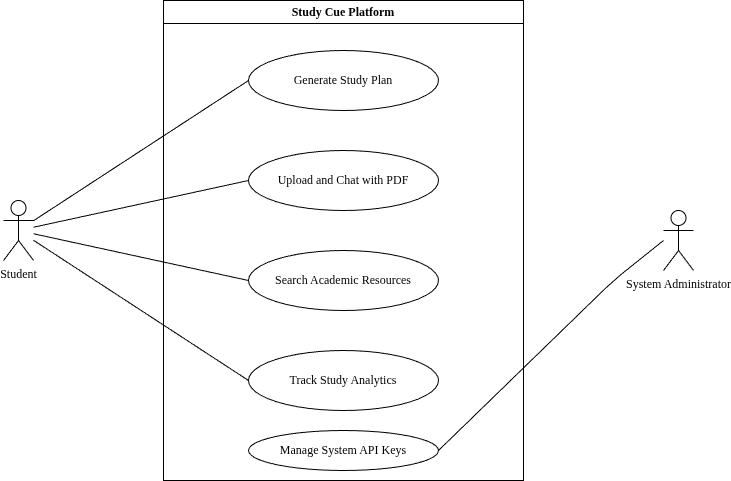 Study Cue Platform
Generate Study Plan
Upload and Chat with PDF
Student
Search Academic Resources
System Administrator
Track Study Analytics
Manage System API Keys